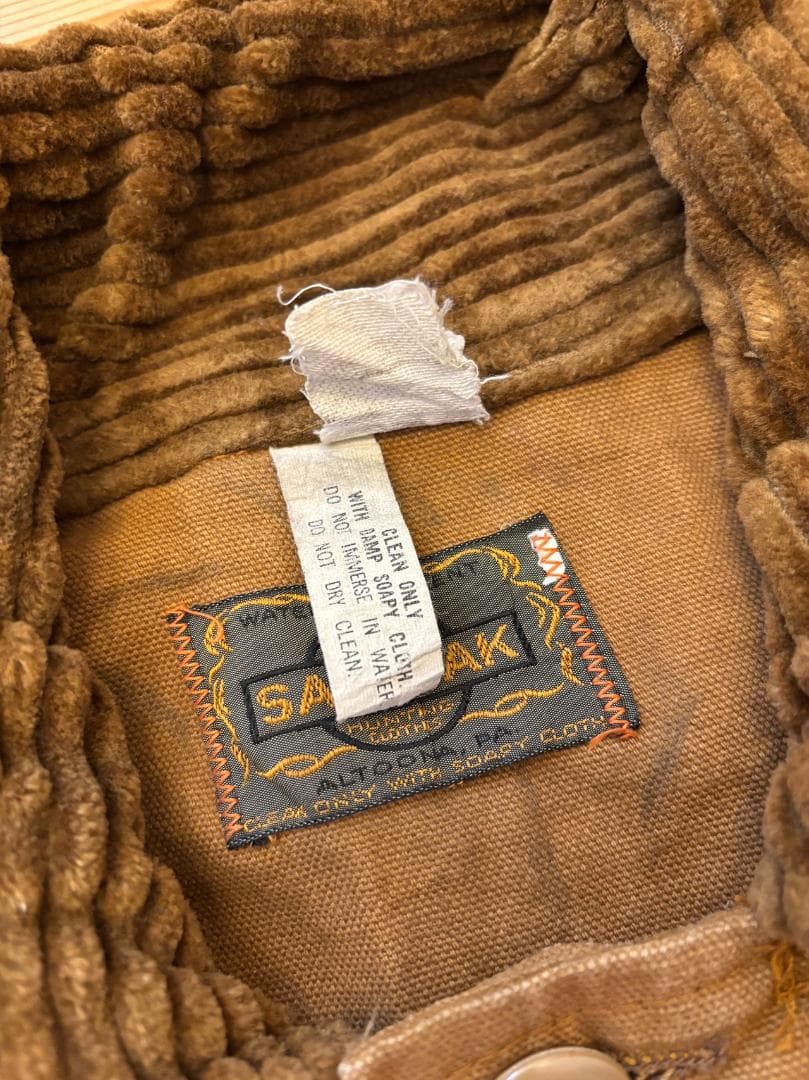 CLEAN ONLY
WITH DAMP SOAPY CLOTH.
DO NOT IMMERSE IN WATER
DO NOT DRY CLEAN.
HUNTING
ALTOONA, PA.
CLEAN ONLY WITH SOAPY CLOTH